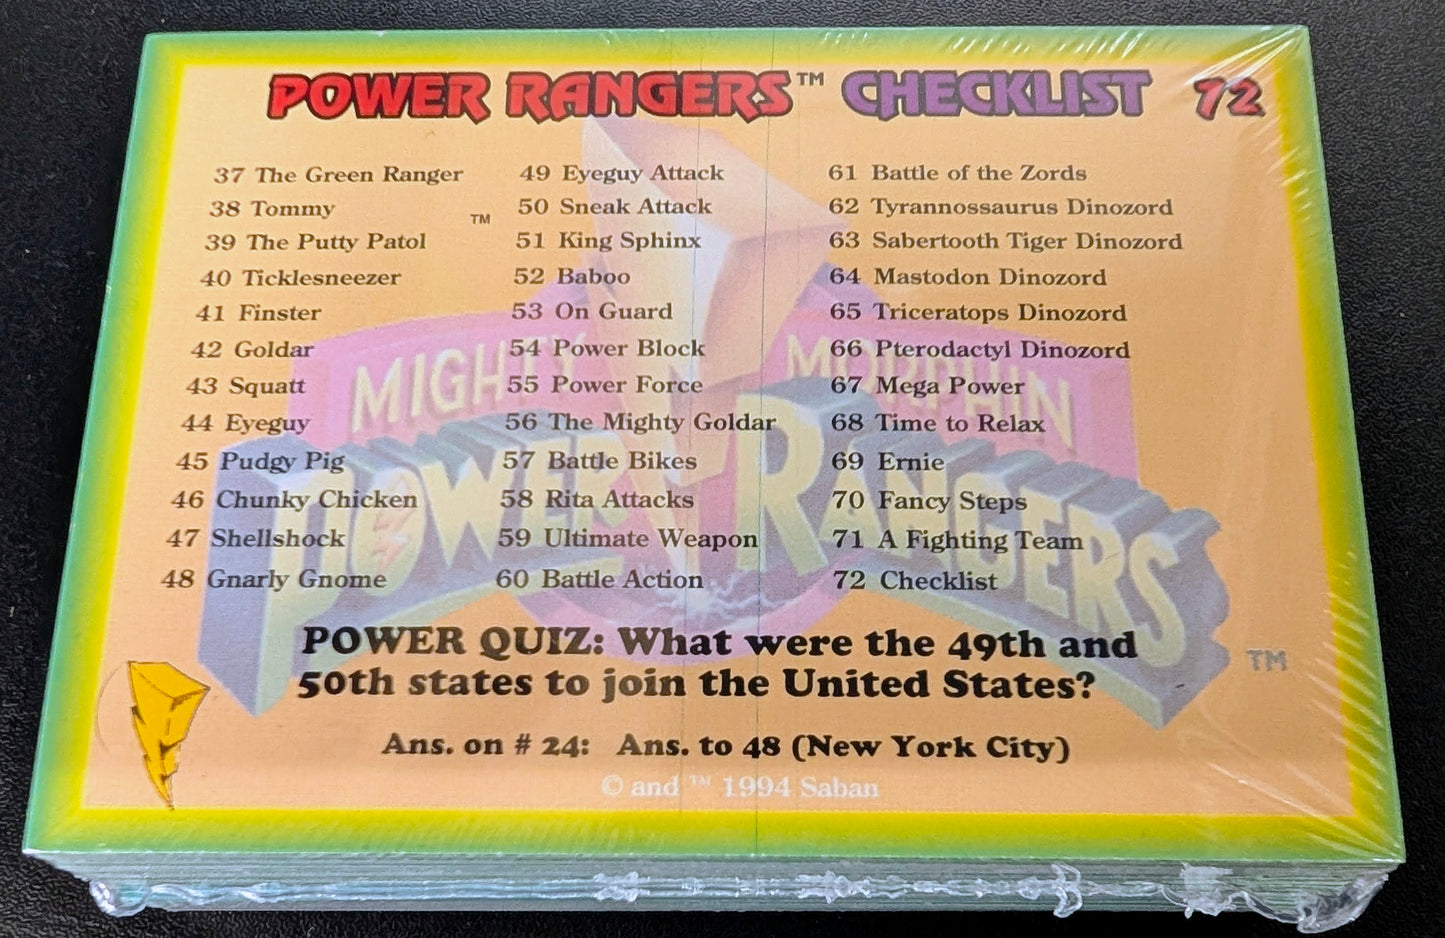 POWER RANGERS™ CHECKLIST 72
37 The Green Ranger
38 Tommy
39 The Putty Patol
40 Ticklesneezer
41 Finster
42 Goldar
43 Squatt
44 Eyeguy
45 Pudgy Pig
46 Chunky Chicken
47 Shellshock
48 Gnarly Gnome
49 Eyeguy Attack
50 Sneak Attack
51 King Sphinx
52 Baboo
53 On Guard
54 Power Block
55 Power Force
56 The Mighty Goldar
57 Battle Bikes
58 Rita Attacks
59 Ultimate Weapon
60 Battle Action
61 Battle of the Zords
62 Tyrannossaurus Dinozord
63 Sabertooth Tiger Dinozord
64 Mastodon Dinozord
65 Triceratops Dinozord
66 Pterodactyl Dinozord
67 Mega Power
68 Time to Relax
69 Ernie
70 Fancy Steps
71 A Fighting Team
72 Checklist
TM
MIGHTY MORPHIN
POWER RANGERS
TM
POWER QUIZ: What were the 49th and
50th states to join the United States?
Ans. on # 24: Ans. to 48 (New York City)
© and ™ 1994 Saban